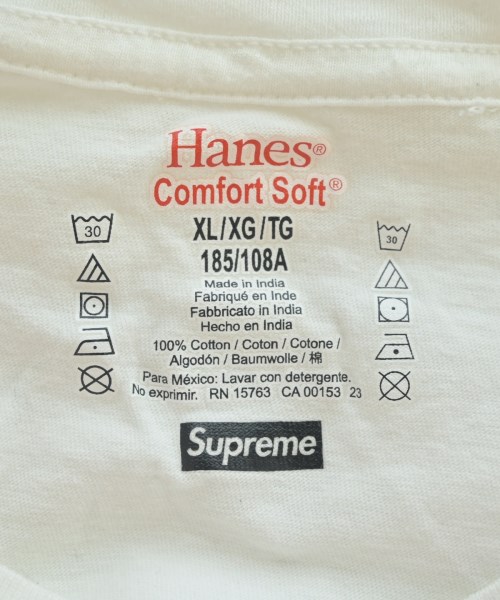 Hanes®
Comfort Soft®
XL/XG/TG
185/108A
Made in India
Fabriqué en Inde
Fabbricato in India
Hecho en India
100% Cotton / Coton / Cotone /
Algodón / Baumwolle / 棉
Para México: Lavar con detergente.
No exprimir. RN 15763 CA 00153 23
30
30
Supreme